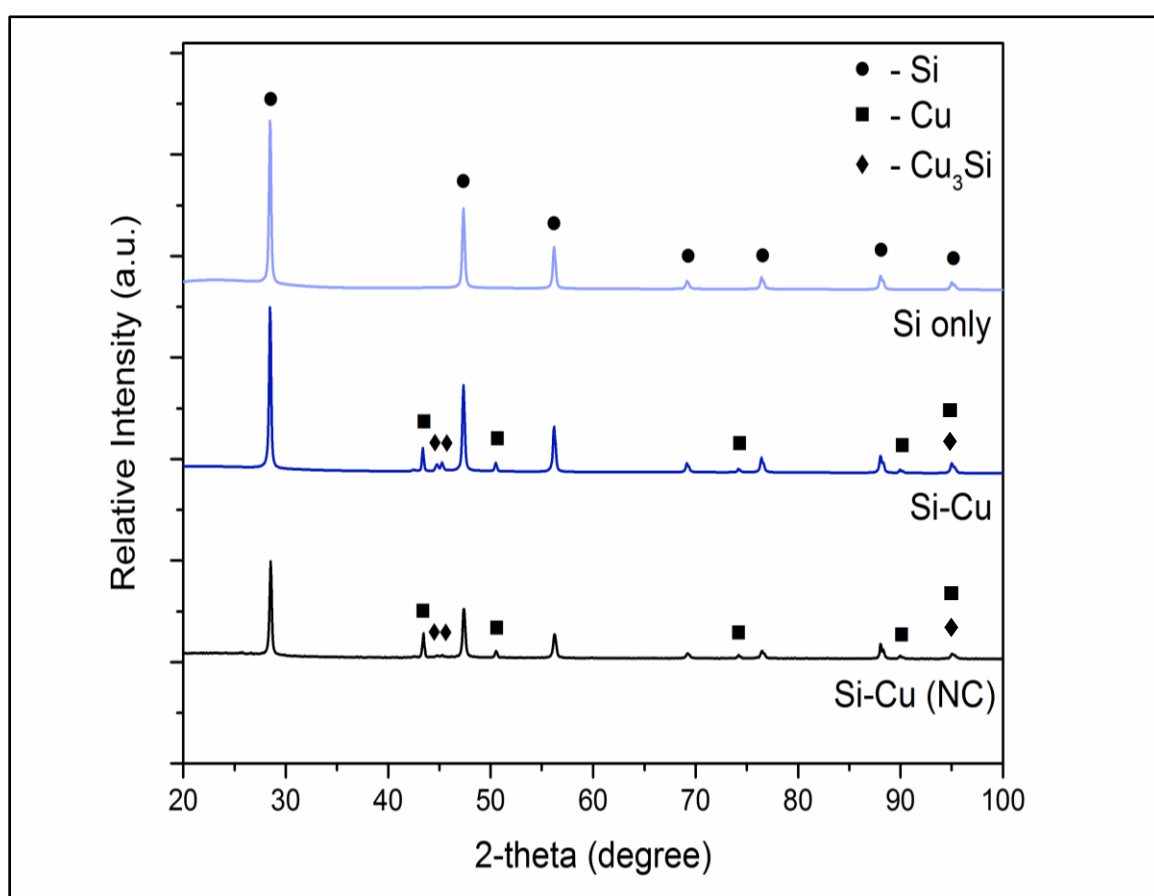 ● - Si
■ - Cu
♦ - Cu₃Si
Si only
Si-Cu
Si-Cu (NC)
Relative Intensity (a.u.)
20 30 40 50 60 70 80 90 100
2-theta (degree)